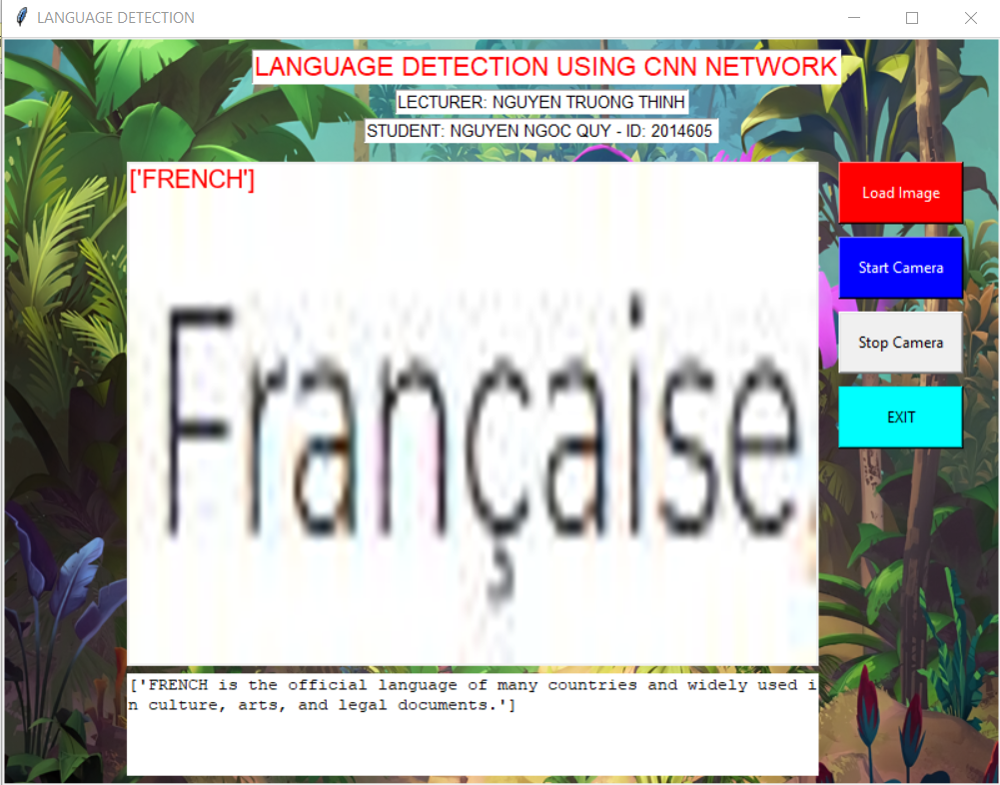 LANGUAGE DETECTION
LANGUAGE DETECTION USING CNN NETWORK
LECTURER: NGUYEN TRUONG THINH
STUDENT: NGUYEN NGOC QUY - ID: 2014605
['FRENCH']
Française
Load Image
Start Camera
Stop Camera
EXIT
['FRENCH is the official language of many countries and widely used i
n culture, arts, and legal documents.']